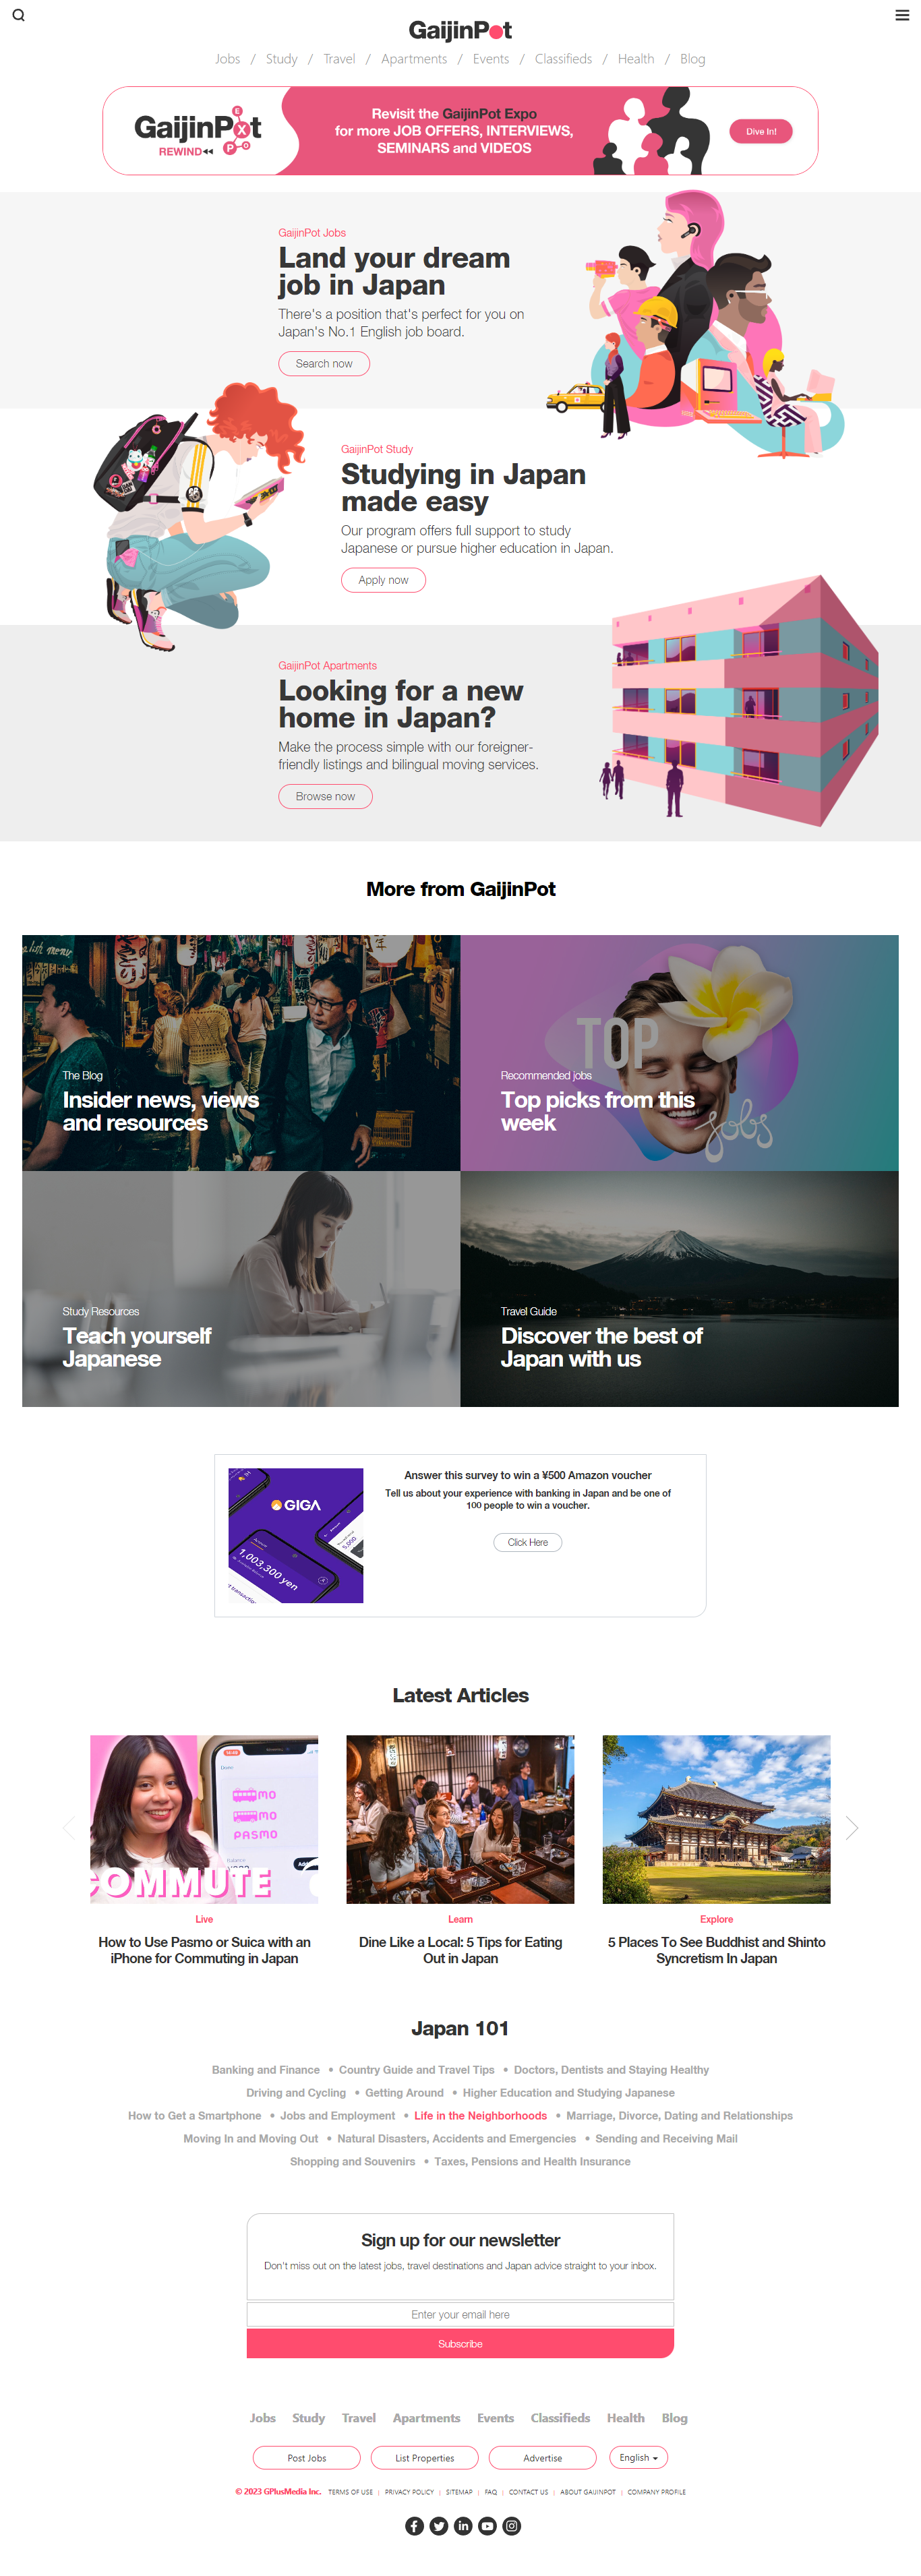 GaijinPot
Jobs / Study / Travel / Apartments / Events / Classifieds / Health / Blog
GaijinPot
EXPO
REWIND
Revisit the GaijinPot Expo
for more JOB OFFERS, INTERVIEWS,
SEMINARS and VIDEOS
Dive In!
GaijinPot Jobs
Land your dream
job in Japan
There's a position that's perfect for you on
Japan's No.1 English job board.
Search now
GaijinPot Study
Studying in Japan
made easy
Our program offers full support to study
Japanese or pursue higher education in Japan.
Apply now
GaijinPot Apartments
Looking for a new
home in Japan?
Make the process simple with our foreigner-
friendly listings and bilingual moving services.
Browse now
More from GaijinPot
The Blog
Insider news, views
and resources
TOP
jobs
Recommended jobs
Top picks from this
week
Study Resources
Teach yourself
Japanese
Travel Guide
Discover the best of
Japan with us
GIGA
1,003,300 yen
5,000
Answer this survey to win a ¥500 Amazon voucher
Tell us about your experience with banking in Japan and be one of
100 people to win a voucher.
Click Here
Latest Articles
MO
MO
PASMO
COMMUTE
Live
How to Use Pasmo or Suica with an
iPhone for Commuting in Japan
Learn
Dine Like a Local: 5 Tips for Eating
Out in Japan
Explore
5 Places To See Buddhist and Shinto
Syncretism In Japan
Japan 101
Banking and Finance • Country Guide and Travel Tips • Doctors, Dentists and Staying Healthy
Driving and Cycling • Getting Around • Higher Education and Studying Japanese
How to Get a Smartphone • Jobs and Employment • Life in the Neighborhoods • Marriage, Divorce, Dating and Relationships
Moving In and Moving Out • Natural Disasters, Accidents and Emergencies • Sending and Receiving Mail
Shopping and Souvenirs • Taxes, Pensions and Health Insurance
Sign up for our newsletter
Don't miss out on the latest jobs, travel destinations and Japan advice straight to your inbox.
Enter your email here
Subscribe
Jobs Study Travel Apartments Events Classifieds Health Blog
Post Jobs List Properties Advertise English
© 2023 GPlusMedia Inc. TERMS OF USE | PRIVACY POLICY | SITEMAP | FAQ | CONTACT US | ABOUT GAIJINPOT | COMPANY PROFILE